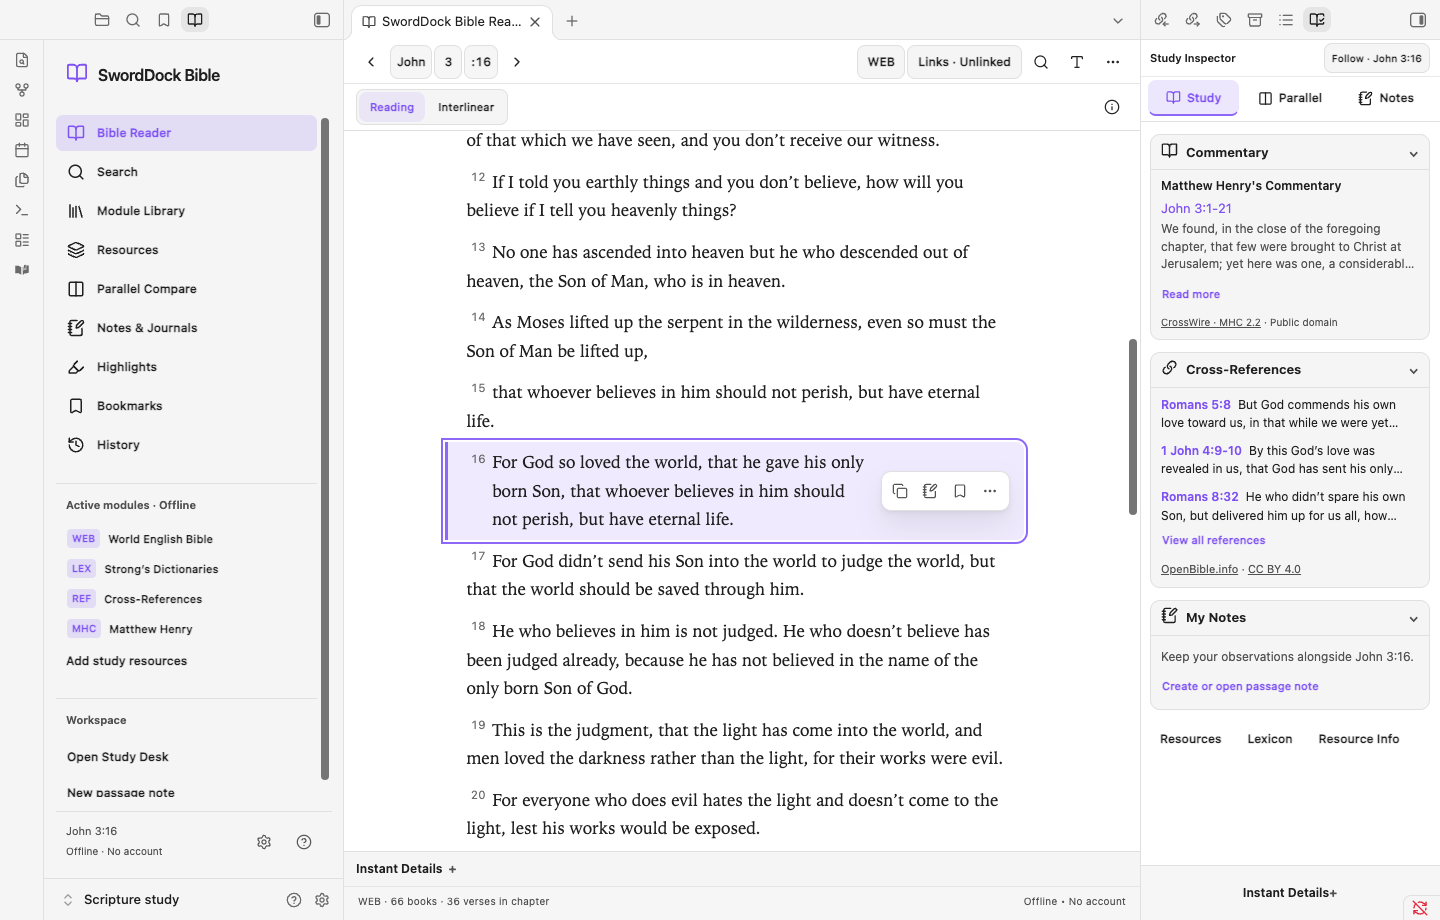 SwordDock Bible Rea...
SwordDock Bible
Bible Reader
Search
Module Library
Resources
Parallel Compare
Notes & Journals
Highlights
Bookmarks
History
Active modules · Offline
WEB World English Bible
LEX Strong's Dictionaries
REF Cross-References
MHC Matthew Henry
Add study resources
Workspace
Open Study Desk
New passage note
John 3:16
Offline · No account
Scripture study
John 3 :16
WEB Links · Unlinked
Reading Interlinear
of that which we have seen, and you don’t receive our witness.
12 If I told you earthly things and you don’t believe, how will you
believe if I tell you heavenly things?
13 No one has ascended into heaven but he who descended out of
heaven, the Son of Man, who is in heaven.
14 As Moses lifted up the serpent in the wilderness, even so must the
Son of Man be lifted up,
15 that whoever believes in him should not perish, but have eternal
life.
16 For God so loved the world, that he gave his only
born Son, that whoever believes in him should
not perish, but have eternal life.
17 For God didn’t send his Son into the world to judge the world, but
that the world should be saved through him.
18 He who believes in him is not judged. He who doesn’t believe has
been judged already, because he has not believed in the name of the
only born Son of God.
19 This is the judgment, that the light has come into the world, and
men loved the darkness rather than the light, for their works were evil.
20 For everyone who does evil hates the light and doesn’t come to the
light, lest his works would be exposed.
Instant Details +
WEB · 66 books · 36 verses in chapter
Offline • No account
Study Inspector
Follow · John 3:16
Study Parallel Notes
Commentary
Matthew Henry's Commentary
John 3:1-21
We found, in the close of the foregoing
chapter, that few were brought to Christ at
Jerusalem; yet here was one, a considerabl...
Read more
CrossWire · MHC 2.2 · Public domain
Cross-References
Romans 5:8 But God commends his own
love toward us, in that while we were yet...
1 John 4:9-10 By this God’s love was
revealed in us, that God has sent his only...
Romans 8:32 He who didn’t spare his own
Son, but delivered him up for us all, how...
View all references
OpenBible.info · CC BY 4.0
My Notes
Keep your observations alongside John 3:16.
Create or open passage note
Resources Lexicon Resource Info
Instant Details+